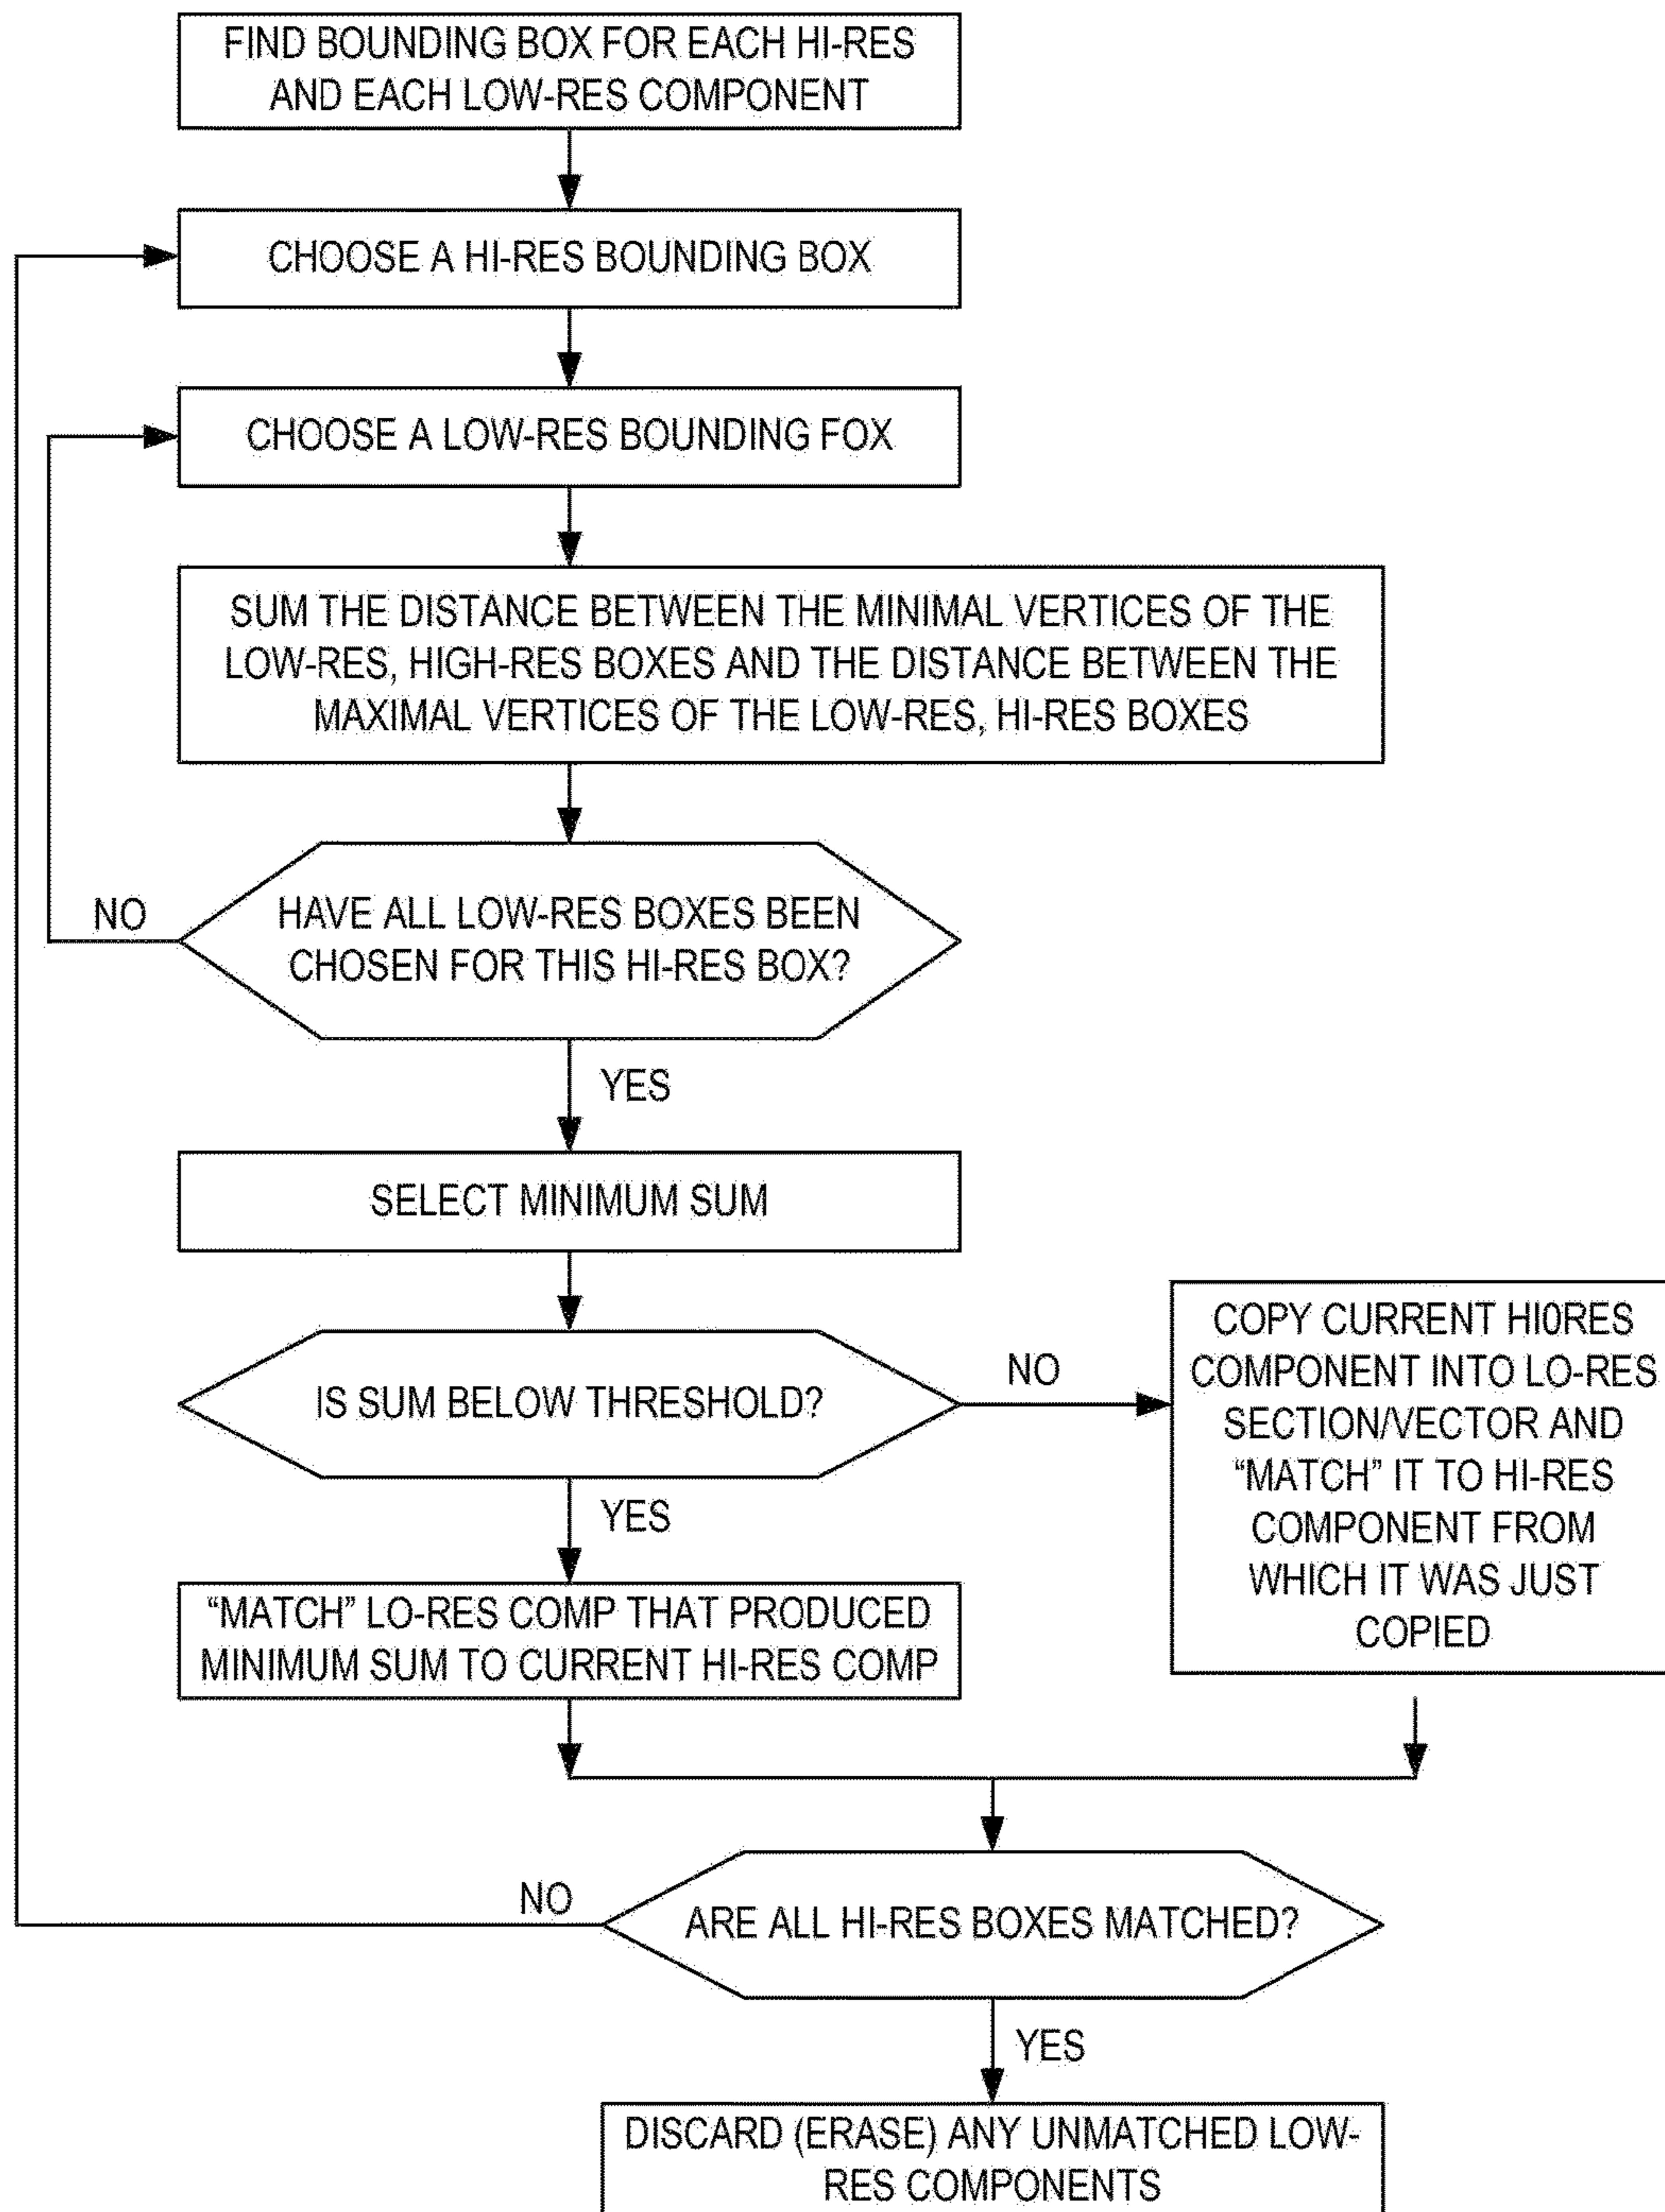 FIND BOUNDING BOX FOR EACH HI-RES
AND EACH LOW-RES COMPONENT
CHOOSE A HI-RES BOUNDING BOX
CHOOSE A LOW-RES BOUNDING FOX
SUM THE DISTANCE BETWEEN THE MINIMAL VERTICES OF THE
LOW-RES, HIGH-RES BOXES AND THE DISTANCE BETWEEN THE
MAXIMAL VERTICES OF THE LOW-RES, HI-RES BOXES
NO
HAVE ALL LOW-RES BOXES BEEN
CHOSEN FOR THIS HI-RES BOX?
YES
SELECT MINIMUM SUM
IS SUM BELOW THRESHOLD?
NO
COPY CURRENT HI0RES
COMPONENT INTO LO-RES
SECTION/VECTOR AND
“MATCH” IT TO HI-RES
COMPONENT FROM
WHICH IT WAS JUST
COPIED
YES
“MATCH” LO-RES COMP THAT PRODUCED
MINIMUM SUM TO CURRENT HI-RES COMP
NO
ARE ALL HI-RES BOXES MATCHED?
YES
DISCARD (ERASE) ANY UNMATCHED LOW-
RES COMPONENTS